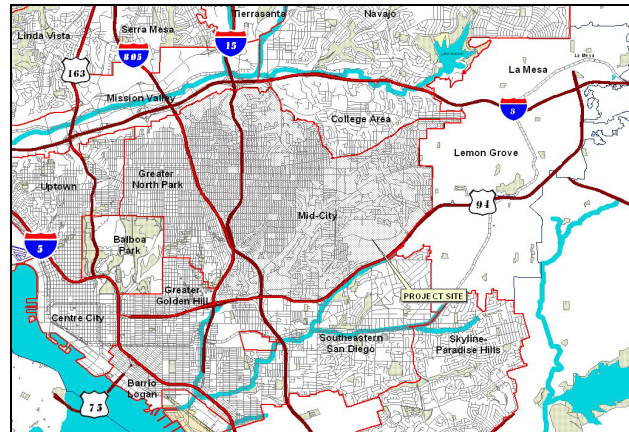 Tierrasanta
Navajo
Linda Vista
Serra Mesa
805
15
163
La Mesa
La Mesa
Mission Valley
8
College Area
Lemon Grove
Uptown
Greater
North Park
Mid-City
94
5
Balboa
Park
Greater
Golden Hill
PROJECT SITE
Centre City
Southeastern
San Diego
Skyline-
Paradise Hills
Barrio
Logan
75